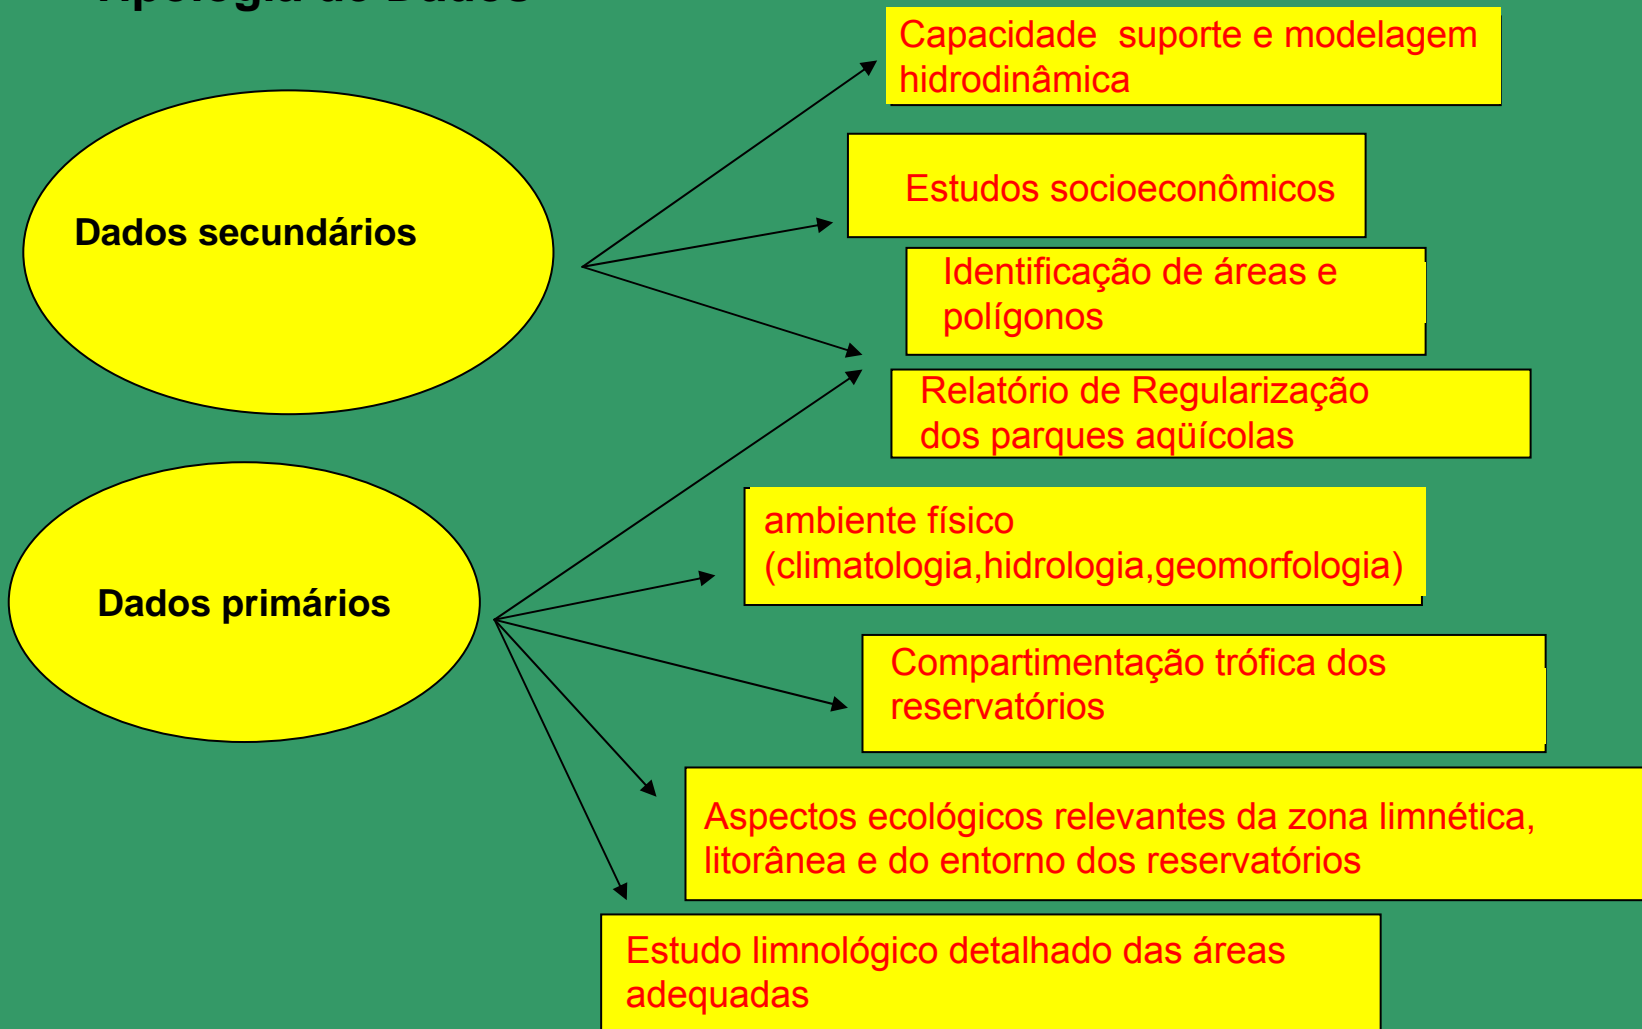 Capacidade  suporte e modelagem
hidrodinâmica
Dados secundários
Estudos socioeconômicos
Identificação de áreas e
polígonos
Relatório de Regularização
dos parques aqüícolas
ambiente físico
(climatologia,hidrologia,geomorfologia)
Dados primários
Compartimentação trófica dos
reservatórios
Aspectos ecológicos relevantes da zona limnética,
litorânea e do entorno dos reservatórios
Estudo limnológico detalhado das áreas
adequadas